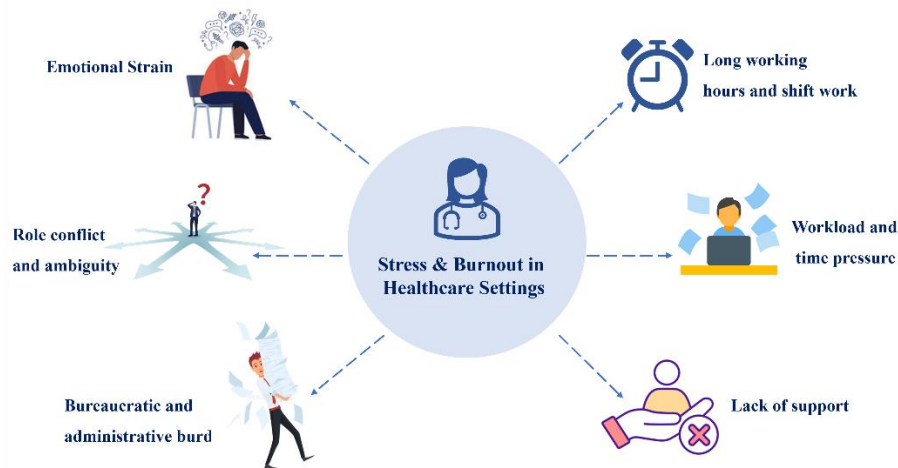 Emotional Strain
Long working
hours and shift work
?
Role conflict
and ambiguity
Stress & Burnout in
Healthcare Settings
Workload and
time pressure
Bureaucratic and
administrative burd
Lack of support